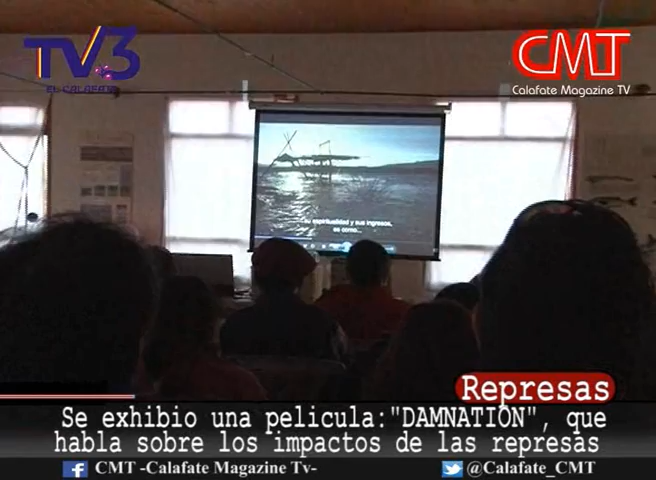 TV3
EL CALAFATE
CMT
Calafate Magazine TV
su espiritualidad y sus ingresos,
es como...
Represas
Se exhibio una pelicula:"DAMNATION", que
habla sobre los impactos de las represas
CMT -Calafate Magazine Tv-
@Calafate_CMT